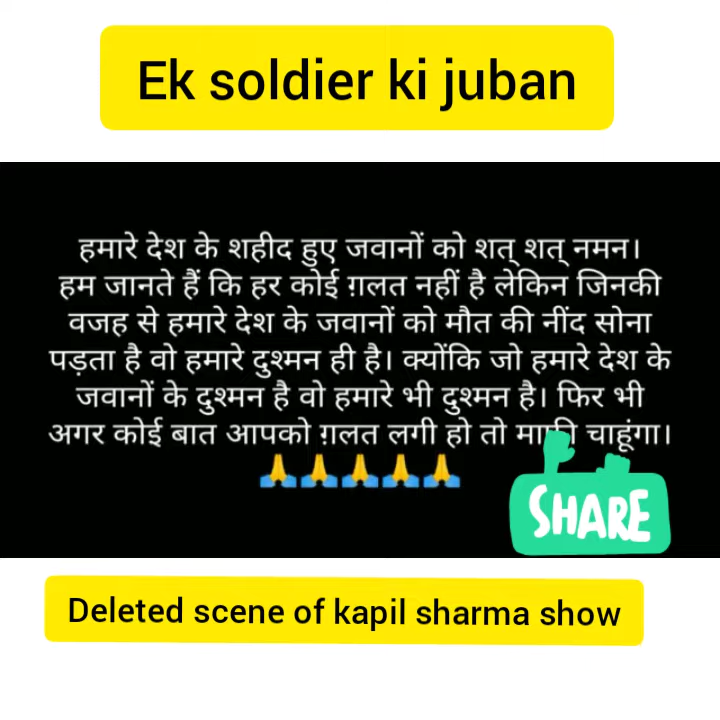 Ek soldier ki juban
हमारे देश के शहीद हुए जवानों को शत् शत् नमन।
हम जानते हैं कि हर कोई ग़लत नहीं है लेकिन जिनकी
वजह से हमारे देश के जवानों को मौत की नींद सोना
पड़ता है वो हमारे दुश्मन ही है। क्योंकि जो हमारे देश के
जवानों के दुश्मन है वो हमारे भी दुश्मन है। फिर भी
अगर कोई बात आपको ग़लत लगी हो तो माफी चाहूंगा।
🙏🙏🙏🙏🙏
SHARE
Deleted scene of kapil sharma show